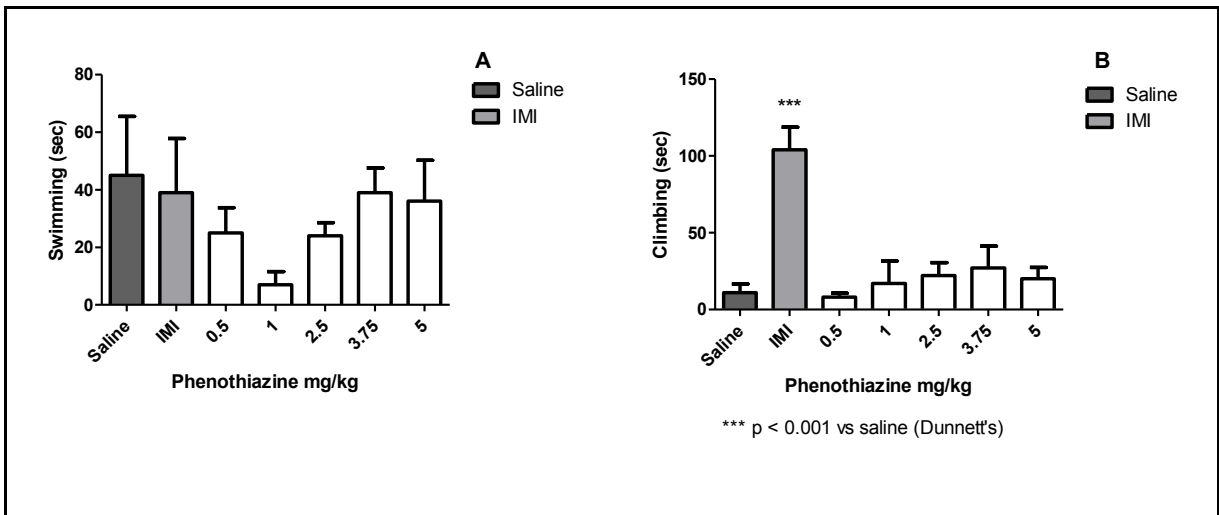 A
Saline
IMI
Swimming (sec)
80
60
40
20
0
Saline
IMI
0.5
1
2.5
3.75
5
Phenothiazine mg/kg
B
Saline
IMI
Climbing (sec)
150
100
50
0
***
Saline
IMI
0.5
1
2.5
3.75
5
Phenothiazine mg/kg
*** p < 0.001 vs saline (Dunnett's)